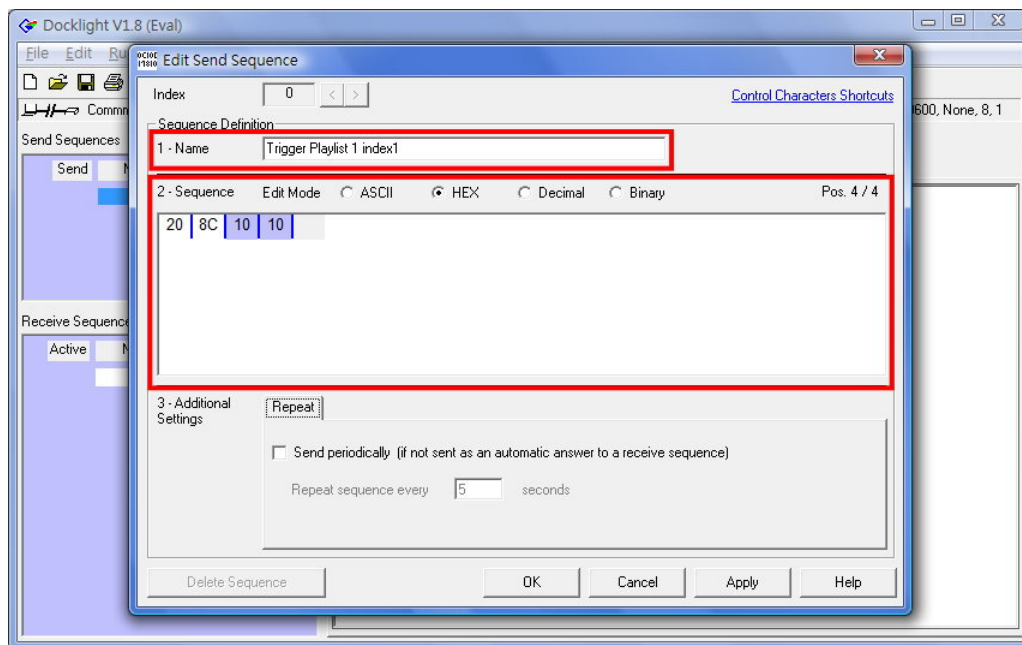 Docklight V1.8 (Eval)
File Edit Ru
Edit Send Sequence
Index 0 < >
Control Characters Shortcuts
Commn
600, None, 8, 1
Sequence Definition
Send Sequences
1 - Name Trigger Playlist 1 index1
Send N
2 - Sequence Edit Mode ASCII HEX Decimal Binary Pos. 4 / 4
20 8C 10 10
Receive Sequence
Active N
3 - Additional Settings
Repeat
Send periodically (if not sent as an automatic answer to a receive sequence)
Repeat sequence every 5 seconds
Delete Sequence OK Cancel Apply Help